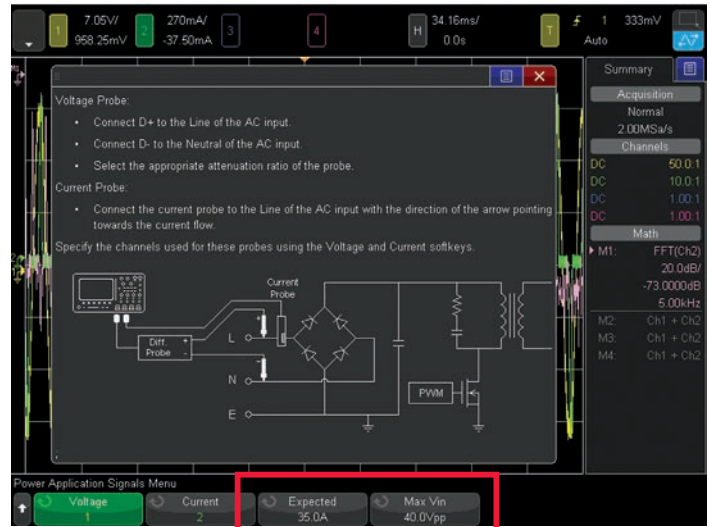 1 7.05V/ 2 270mA/ 3 4 H 34.16ms/ T 1 333mV
958.25mV -37.50mA 0.0s Auto
Summary
Acquisition
Normal
2.00MSa/s
Channels
DC 50.0:1
DC 10.0:1
DC 1.00:1
DC 1.00:1
Math
M1: FFT(Ch2)
20.0dB/
-73.0000dB
5.00kHz
M2: Ch1 + Ch2
M3: Ch1 + Ch2
M4: Ch1 + Ch2
Voltage Probe:
• Connect D+ to the Line of the AC input.
• Connect D- to the Neutral of the AC input.
• Select the appropriate attenuation ratio of the probe.
Current Probe:
• Connect the current probe to the Line of the AC input with the direction of the arrow pointing
towards the current flow.
Specify the channels used for these probes using the Voltage and Current softkeys.
Current
Probe
Diff. +
Probe -
+
L
-
N
E
PWM
Power Application Signals Menu
Voltage Current Expected Max Vin
1 2 35.0A 40.0Vpp